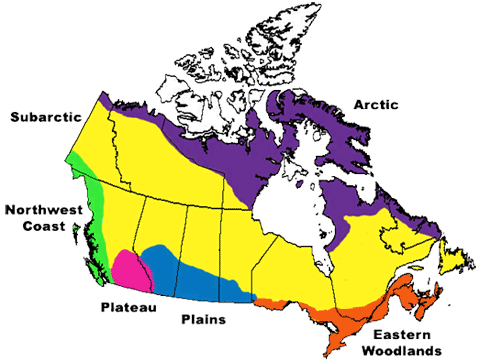 Arctic
Subarctic
Northwest
Coast
Plateau
Plains
Eastern
Woodlands